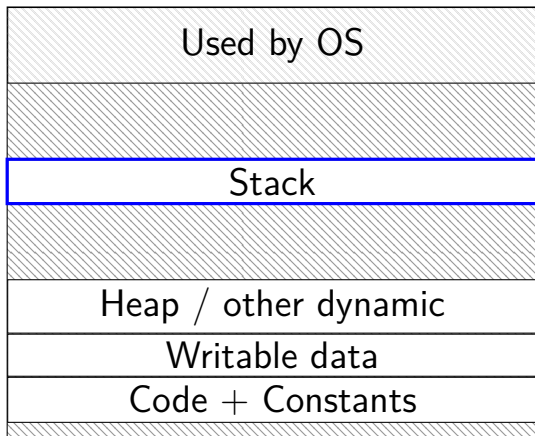 Used by OS
Stack
Heap / other dynamic
Writable data
Code + Constants